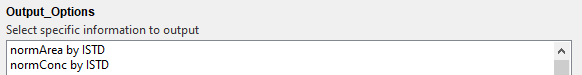 Output_Options
Select specific information to output
normArea by ISTD
normConc by ISTD